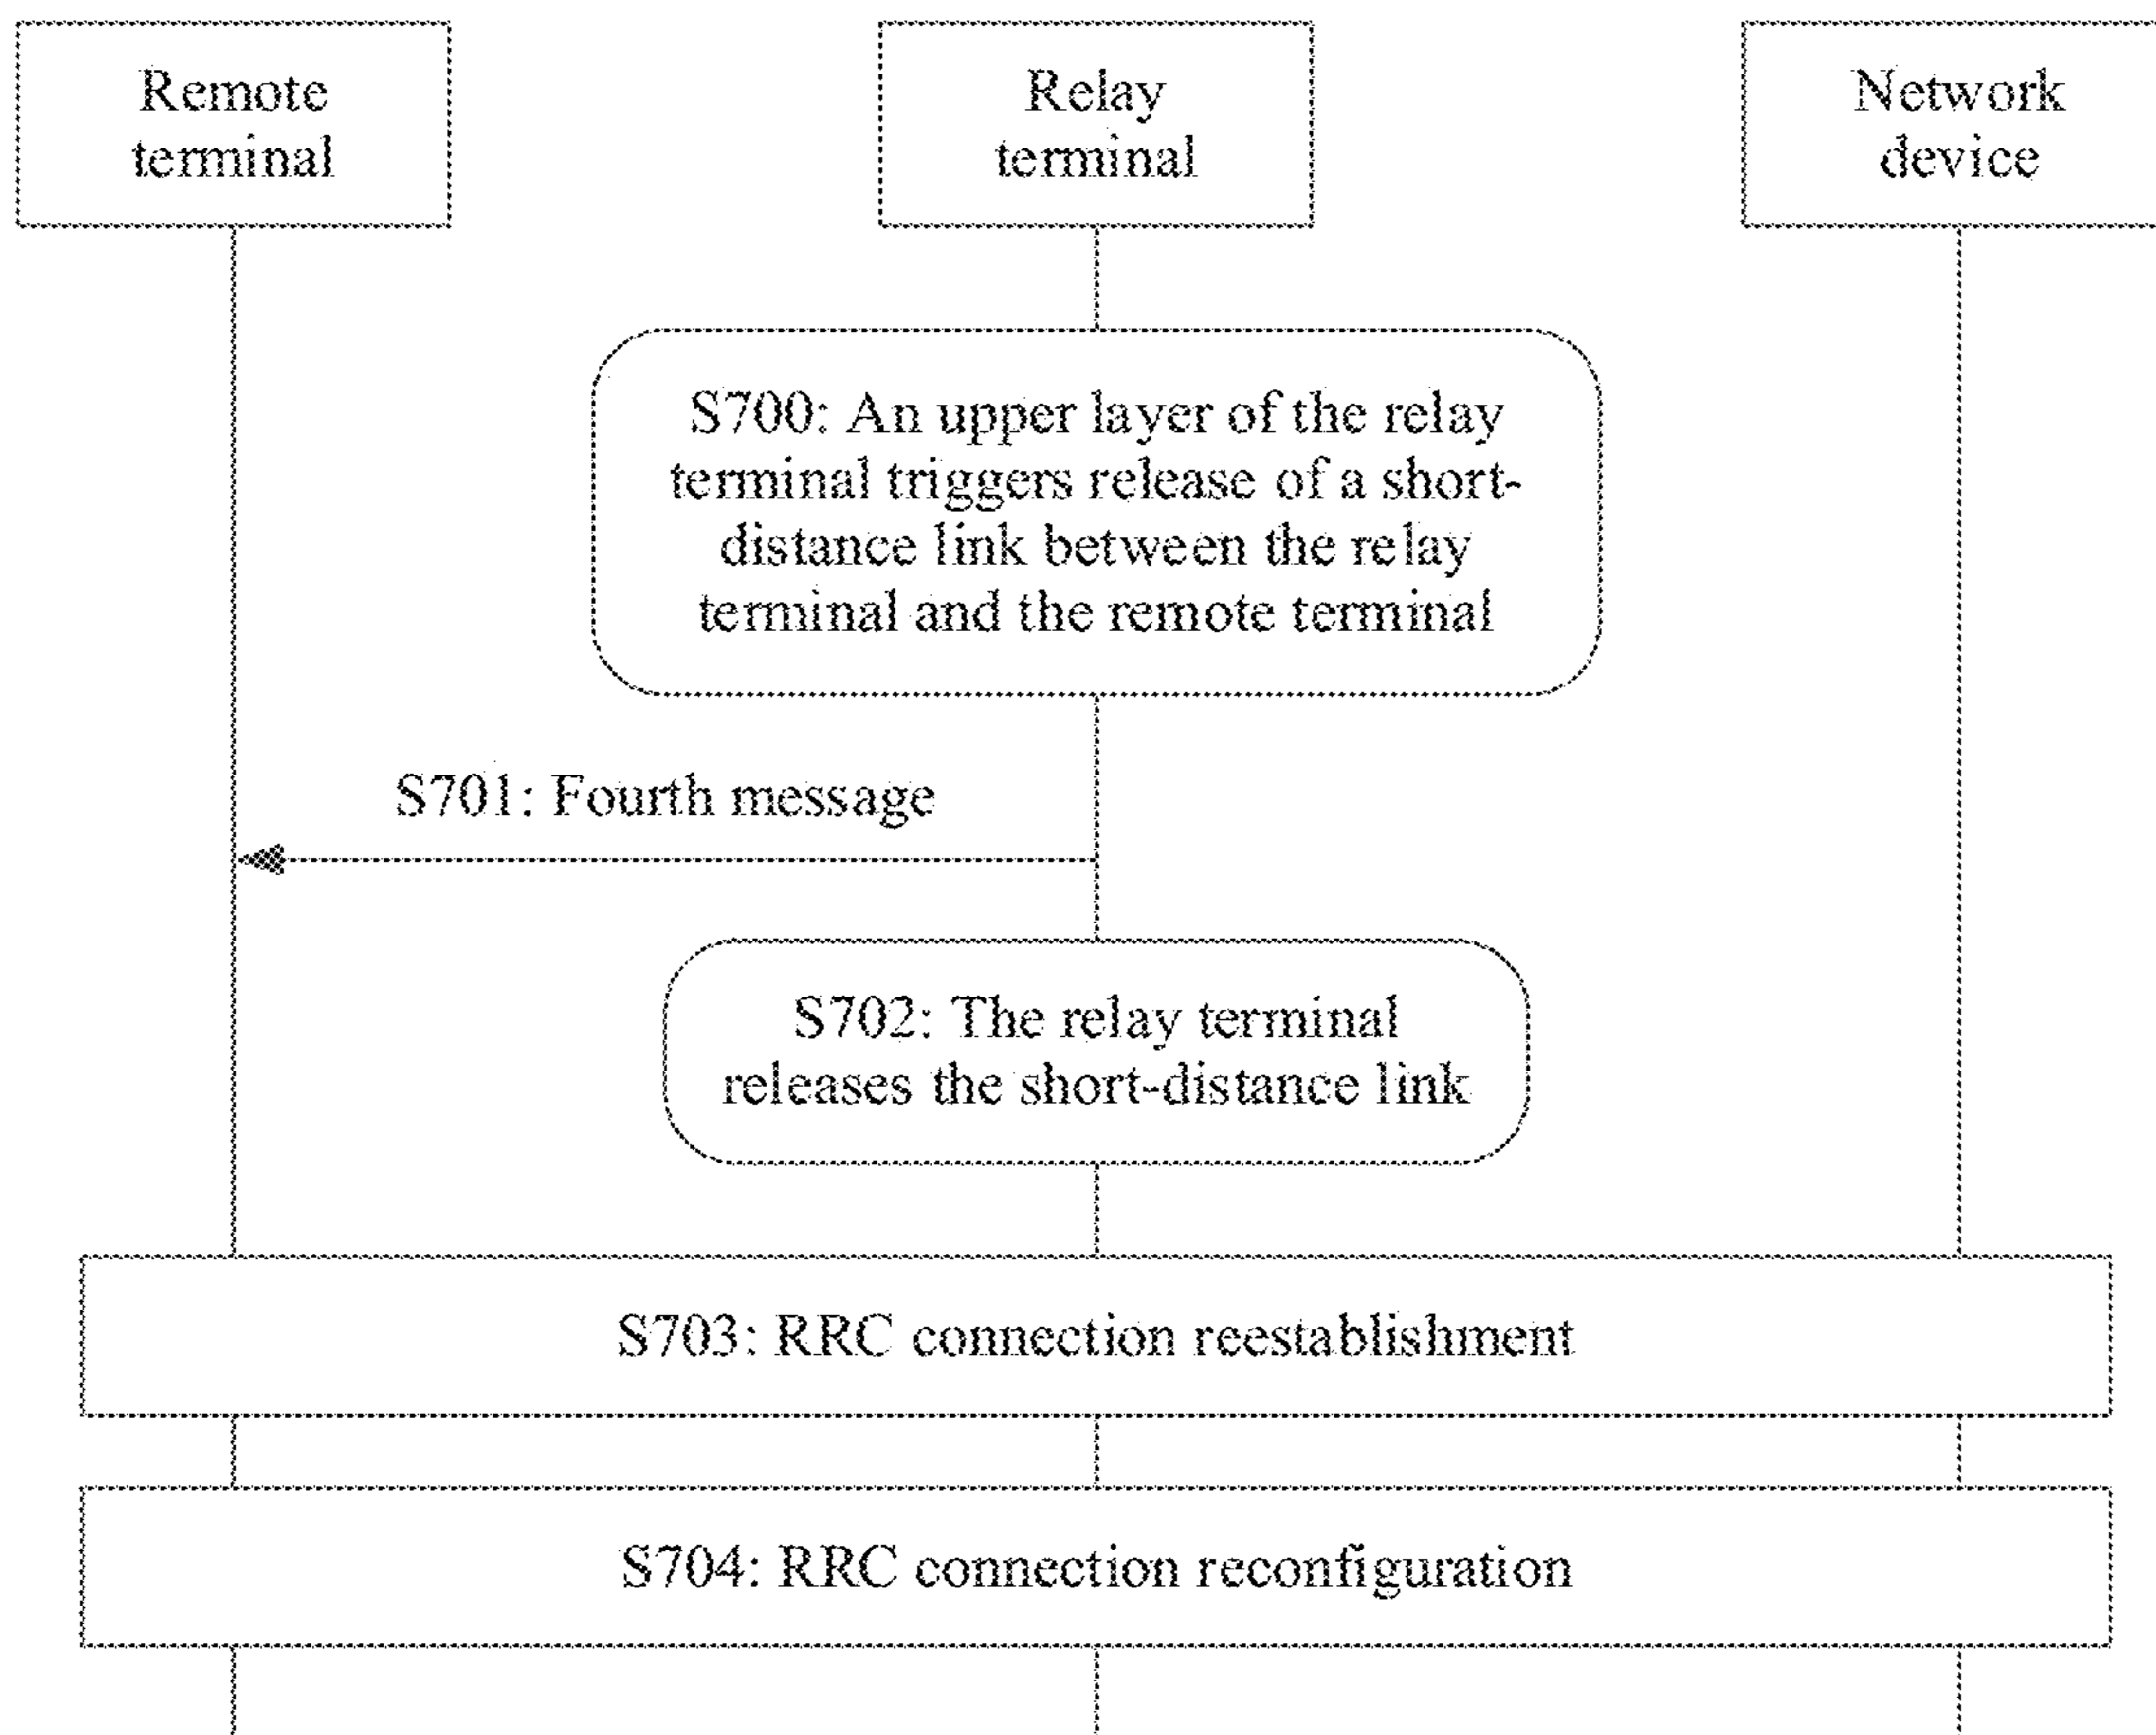 Remote
terminal
Relay
terminal
Network
device
S700: An upper layer of the relay
terminal triggers release of a short-
distance link between the relay
terminal and the remote terminal
S701: Fourth message
S702: The relay terminal
releases the short-distance link
S703: RRC connection reestablishment
S704: RRC connection reconfiguration